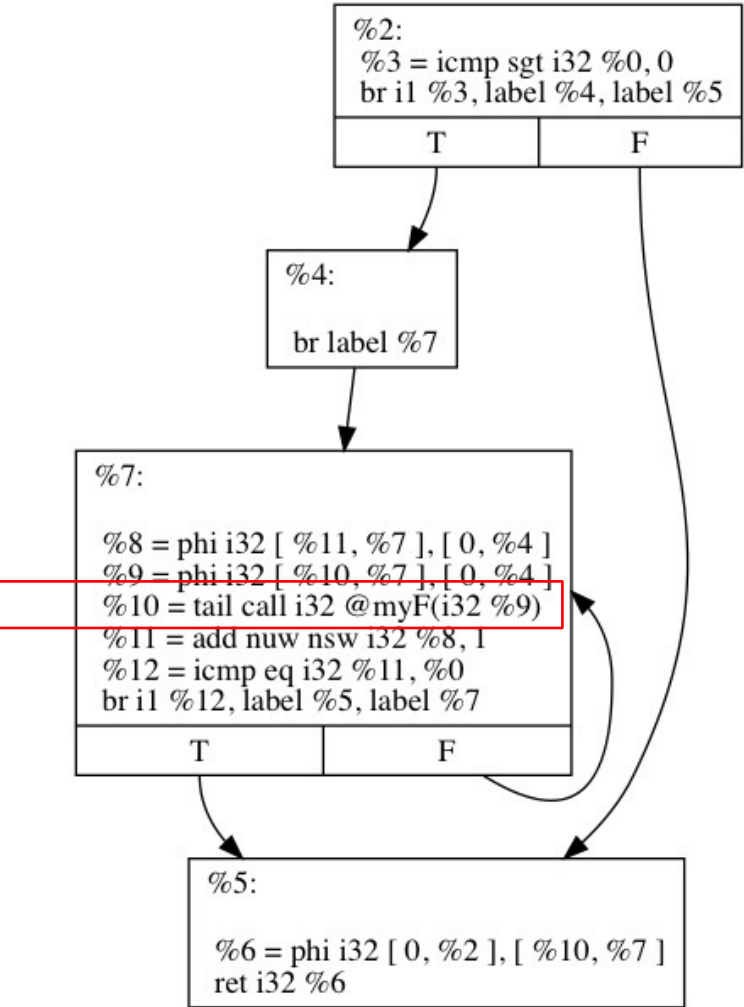 %2:
%3 = icmp sgt i32 %0, 0
br i1 %3, label %4, label %5
T
F
%4:
br label %7
%7:
%8 = phi i32 [ %11, %7 ], [ 0, %4 ]
%9 = phi i32 [ %10, %7 ], [ 0, %4 ]
%10 = tail call i32 @myF(i32 %9)
%11 = add nuw nsw i32 %8, 1
%12 = icmp eq i32 %11, %0
br i1 %12, label %5, label %7
T
F
%5:
%6 = phi i32 [ 0, %2 ], [ %10, %7 ]
ret i32 %6